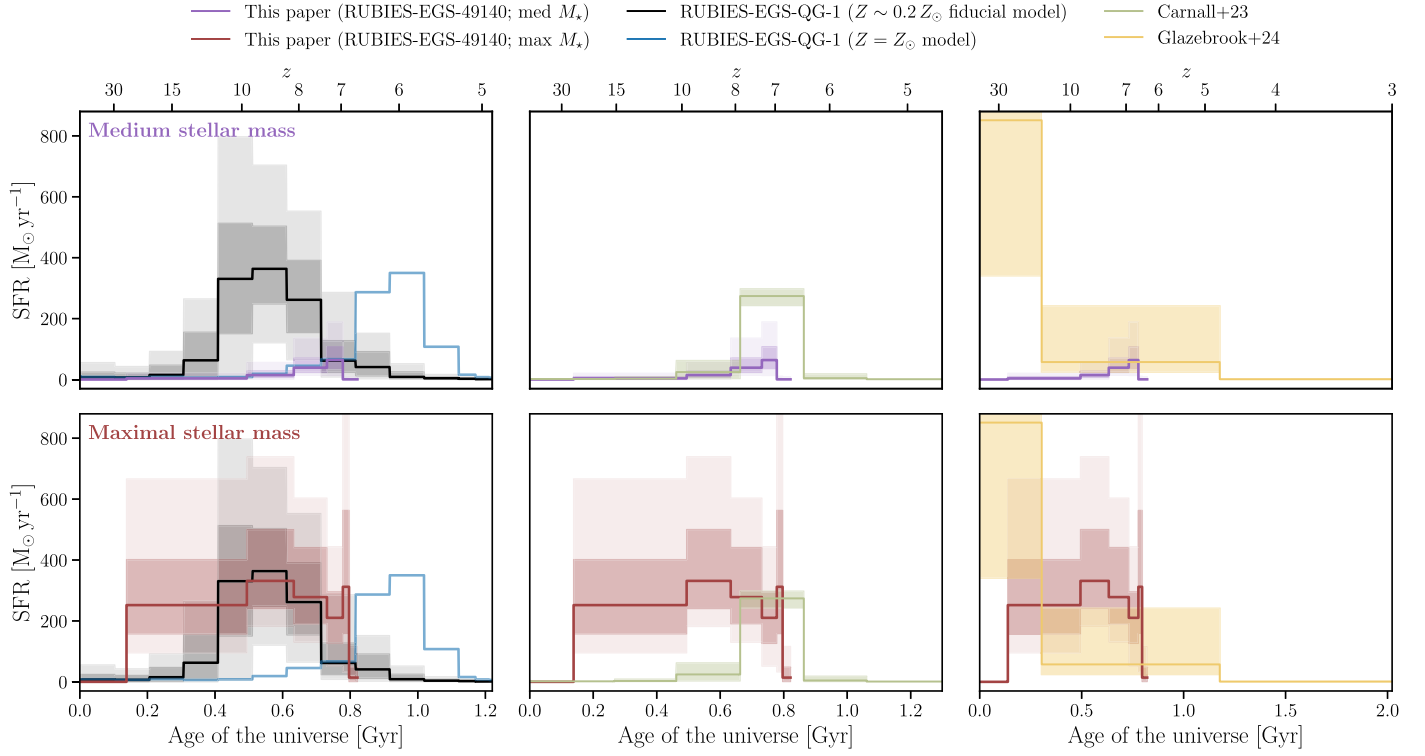 This paper (RUBIES-EGS-49140; med M⋆)
This paper (RUBIES-EGS-49140; max M⋆)
RUBIES-EGS-QG-1 (Z ∼ 0.2 Z⊙ fiducial model)
RUBIES-EGS-QG-1 (Z = Z⊙ model)
Carnall+23
Glazebrook+24
z z z
30 15 10 8 7 6 5
30 15 10 8 7 6 5
30 10 7 6 5 4 3
Medium stellar mass
SFR [M⊙ yr⁻¹]
800
600
400
200
0
Maximal stellar mass
SFR [M⊙ yr⁻¹]
800
600
400
200
0
0.0 0.2 0.4 0.6 0.8 1.0 1.2
0.0 0.2 0.4 0.6 0.8 1.0 1.2
0.0 0.5 1.0 1.5 2.0
Age of the universe [Gyr]
Age of the universe [Gyr]
Age of the universe [Gyr]